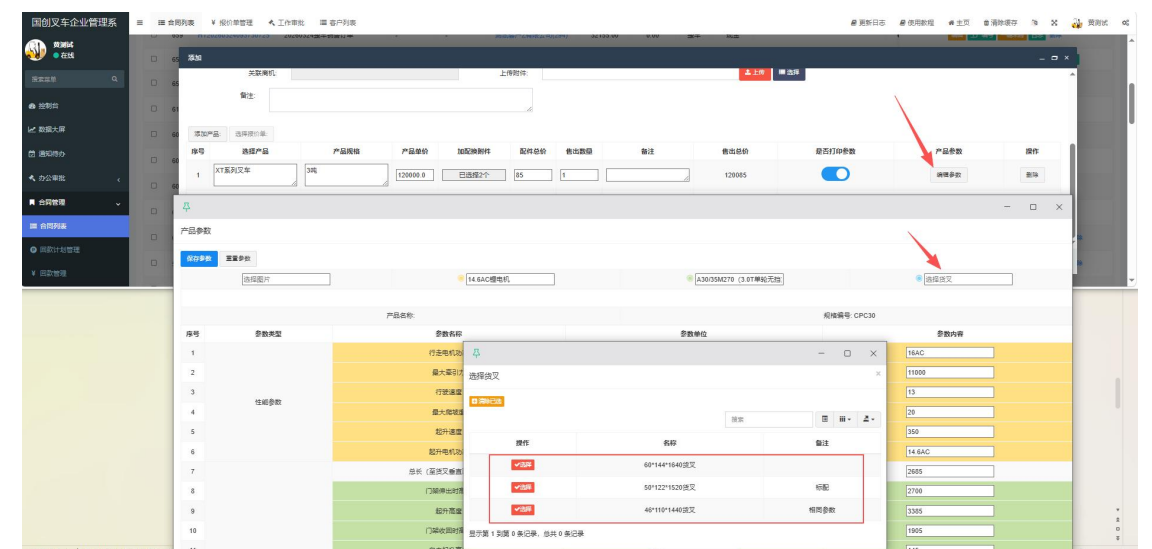 国创叉车企业管理系
合同列表 ¥ 报价单管理 工作审批 客户列表
更新日志 使用教程 主页 清除缓存 黄测试
黄测试
在线
搜索菜单
控制台
数据大屏
通知待办
办公审批
合同管理
合同列表
回款计划管理
¥ 回款管理
添加
关联商机:
上传附件:
上传 选择
备注:
添加产品: 选择报价单:
序号 选择产品 产品规格 产品单价 加配换附件 配件总价 售出数量 备注 售出总价 是否打印参数 产品参数 操作
1 XT系列叉车 3吨 120000.0 已选择2个 85 1 120085 编辑参数 删除
产品参数
保存参数 重置参数
选择图片 14.6AC锂电机 A30/35M270（3.0T单轮无挡 选择货叉
产品名称: 规格编号: CPC30
序号 参数类型 参数名称 参数单位 参数内容
1 行走电机功 16AC
2 最大牵引力 11000
3 行驶速度 13
性能参数
4 最大爬坡度 20
5 起升速度 350
6 起升电机功 14.6AC
7 总长（至货叉垂直 2685
8 门架伸出时高 2700
9 起升高度 3385
10 门架收回时高 1905
选择货叉
清除已选
搜索
操作 名称 备注
选择 60*144*1640货叉
选择 50*122*1520货叉 标配
选择 46*110*1440货叉 相同参数
显示第 1 到第 0 条记录，总共 0 条记录